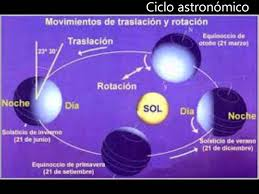 Ciclo astronómico
Movimientos de traslación y rotación
Equinoccio de
otoño (21 marzo)
23º 30'
Traslación
Rotación
Noche
Día
SOL
Día
Noche
Solsticio de invierno
(21 de junio)
Solsticio de verano
(21 de diciembre)
Equinoccio de primavera
(21 de setiembre)